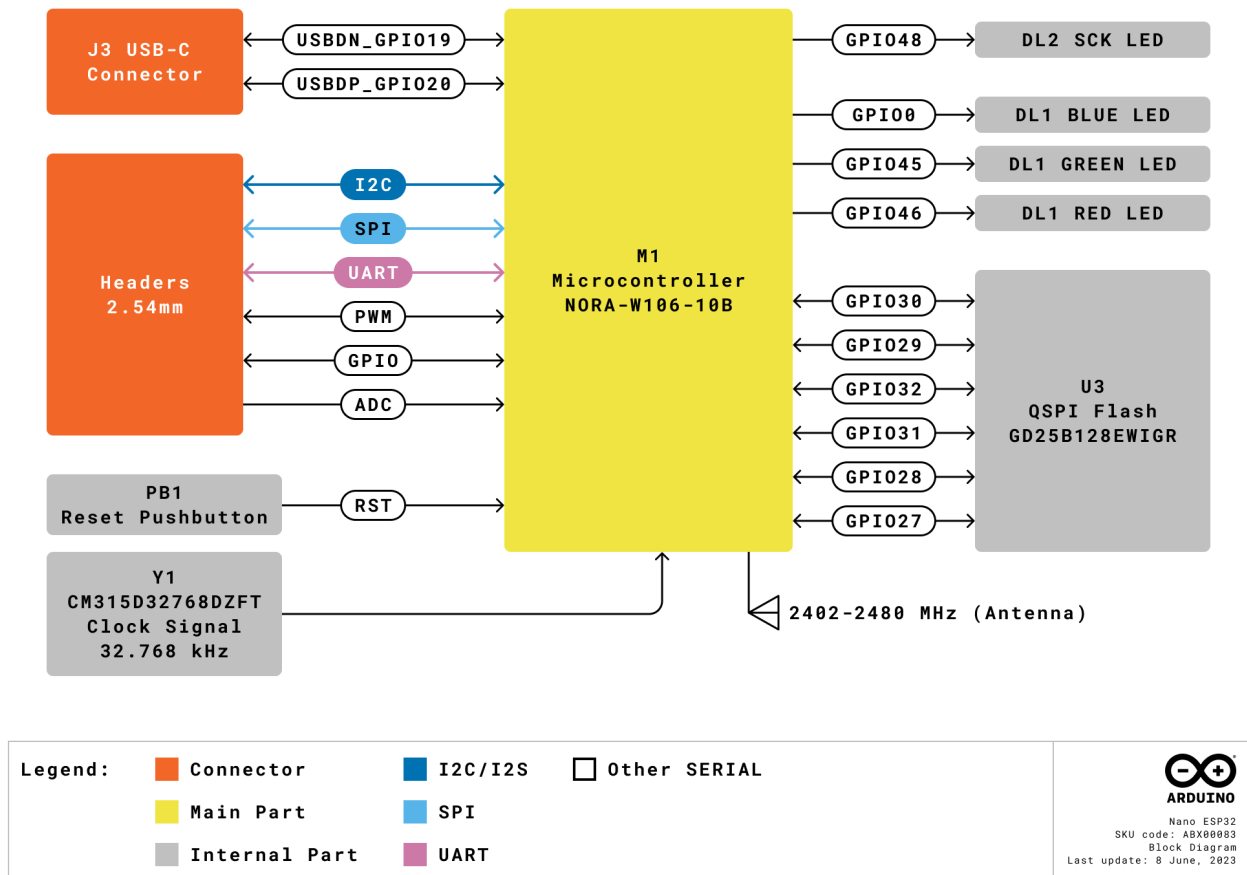 J3 USB-C
Connector
USBDN_GPIO19
USBDP_GPIO20
Headers
2.54mm
I2C
SPI
UART
PWM
GPIO
ADC
PB1
Reset Pushbutton
RST
Y1
CM315D32768DZFT
Clock Signal
32.768 kHz
M1
Microcontroller
NORA-W106-10B
GPIO48
DL2 SCK LED
GPIO0
DL1 BLUE LED
GPIO45
DL1 GREEN LED
GPIO46
DL1 RED LED
GPIO30
GPIO29
GPIO32
GPIO31
GPIO28
GPIO27
U3
QSPI Flash
GD25B128EWIGR
2402-2480 MHz (Antenna)
Legend:
Connector
Main Part
Internal Part
I2C/I2S
SPI
UART
Other SERIAL
ARDUINO
Nano ESP32
SKU code: ABX00083
Block Diagram
Last update: 8 June, 2023